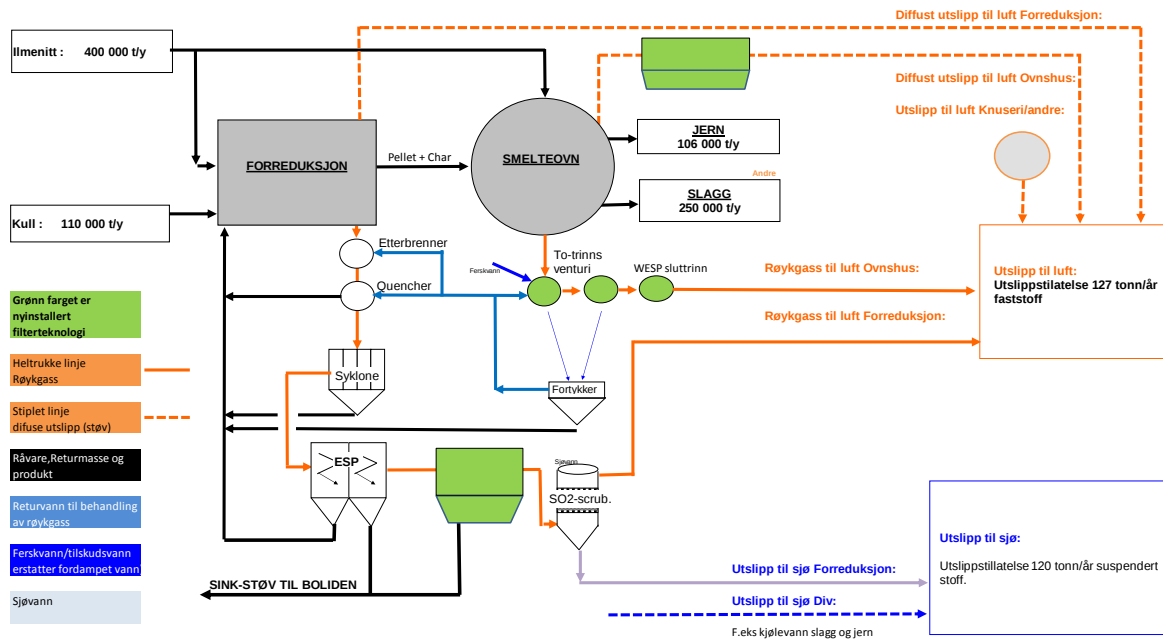 Diffust utslipp til luft Forreduksjon:
Ilmenitt : 400 000 t/y
Diffust utslipp til luft Ovnshus:
Utslipp til luft Knuseri/andre:
JERN
106 000 t/y
FORREDUKSJON
Pellet + Char
SMELTEOVN
Andre
SLAGG
250 000 t/y
Kull : 110 000 t/y
Etterbrenner
To-trinns
venturi
WESP sluttrinn
Ferskvann
Quencher
Røykgass til luft Ovnshus:
Utslipp til luft:
Utslippstilatelse 127 tonn/år
faststoff
Røykgass til luft Forreduksjon:
Grønn farget er
nyinstallert
filterteknologi
Heltrukke linje
Røykgass
Syklone
Fortykker
Stiplet linje
difuse utslipp (støv)
Råvare,Returmasse og
produkt
ESP
Sjøvann
SO2-scrub.
Returvann til behandling
av røykgass
Ferskvann/tilskudsvann
erstatter fordampet vann
Sjøvann
SINK-STØV TIL BOLIDEN
Utslipp til sjø:
Utslippstillatelse 120 tonn/år suspendert
stoff.
Utslipp til sjø Forreduksjon:
Utslipp til sjø Div:
F.eks kjølevann slagg og jern